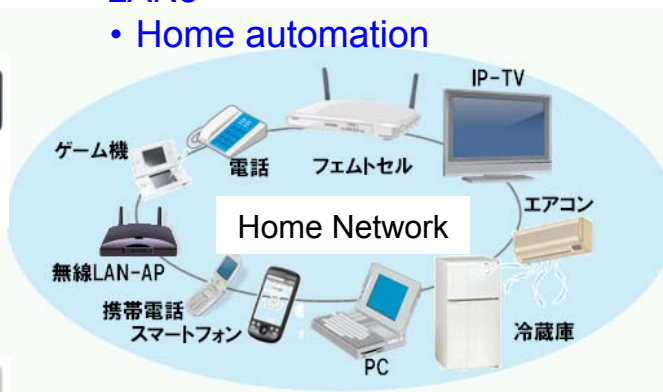 LANs
• Home automation
IP-TV
ゲーム機
電話
フェムトセル
エアコン
Home Network
無線LAN-AP
携帯電話
スマートフォン
PC
冷蔵庫